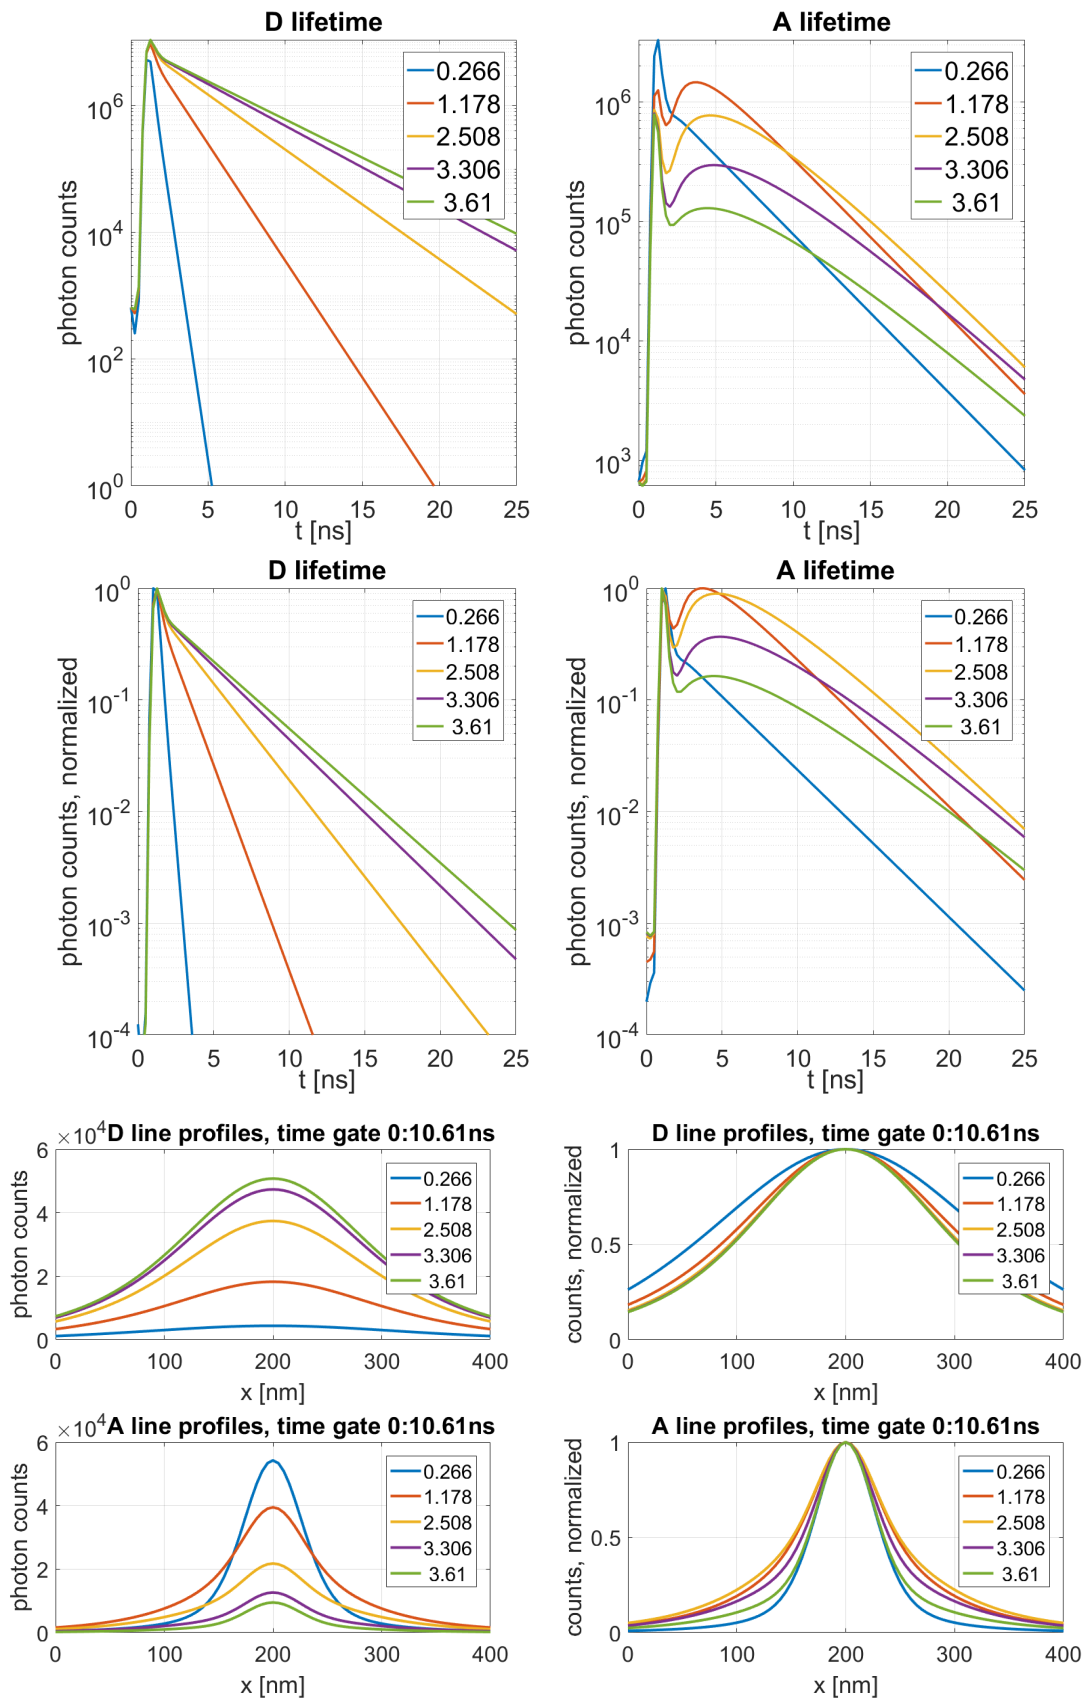 D lifetime
photon counts
10^6
10^4
10^2
10^0
0 5 10 15 20 25
t [ns]
0.266
1.178
2.508
3.306
3.61
A lifetime
photon counts
10^6
10^5
10^4
10^3
0 5 10 15 20 25
t [ns]
0.266
1.178
2.508
3.306
3.61
D lifetime
photon counts, normalized
10^0
10^-1
10^-2
10^-3
10^-4
0 5 10 15 20 25
t [ns]
0.266
1.178
2.508
3.306
3.61
A lifetime
photon counts, normalized
10^0
10^-1
10^-2
10^-3
10^-4
0 5 10 15 20 25
t [ns]
0.266
1.178
2.508
3.306
3.61
×10^4
D line profiles, time gate 0:10.61ns
photon counts
6
4
2
0
0 100 200 300 400
x [nm]
0.266
1.178
2.508
3.306
3.61
D line profiles, time gate 0:10.61ns
counts, normalized
1
0.5
0
0 100 200 300 400
x [nm]
0.266
1.178
2.508
3.306
3.61
×10^4
A line profiles, time gate 0:10.61ns
photon counts
6
4
2
0
0 100 200 300 400
x [nm]
0.266
1.178
2.508
3.306
3.61
A line profiles, time gate 0:10.61ns
counts, normalized
1
0.5
0
0 100 200 300 400
x [nm]
0.266
1.178
2.508
3.306
3.61